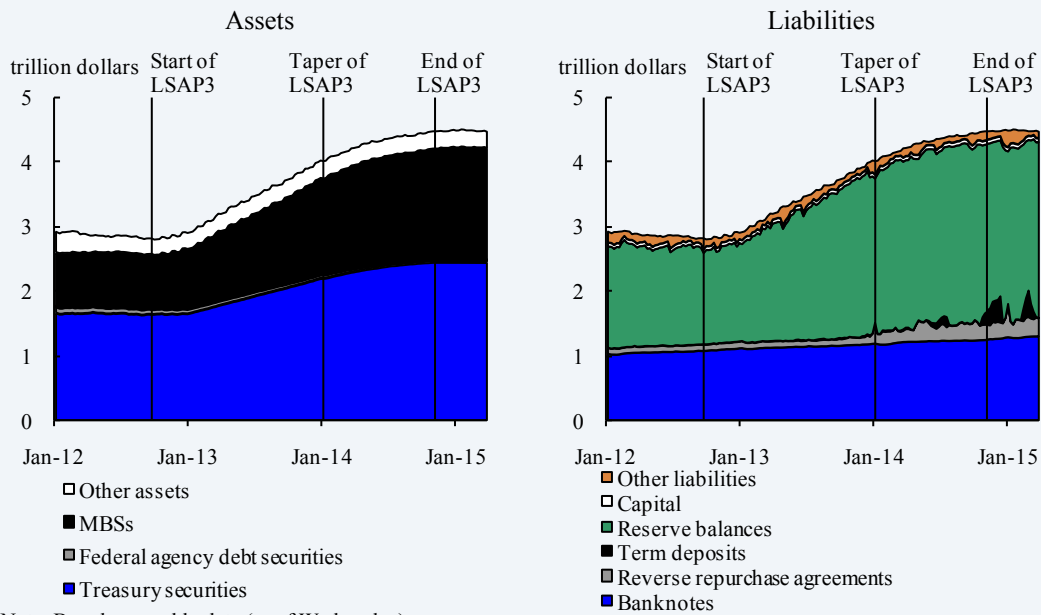 Assets
trillion dollars
Start of LSAP3
Taper of LSAP3
End of LSAP3
5
4
3
2
1
0
Jan-12 Jan-13 Jan-14 Jan-15
Other assets
MBSs
Federal agency debt securities
Treasury securities
Liabilities
trillion dollars
Start of LSAP3
Taper of LSAP3
End of LSAP3
5
4
3
2
1
0
Jan-12 Jan-13 Jan-14 Jan-15
Other liabilities
Capital
Reserve balances
Term deposits
Reverse repurchase agreements
Banknotes